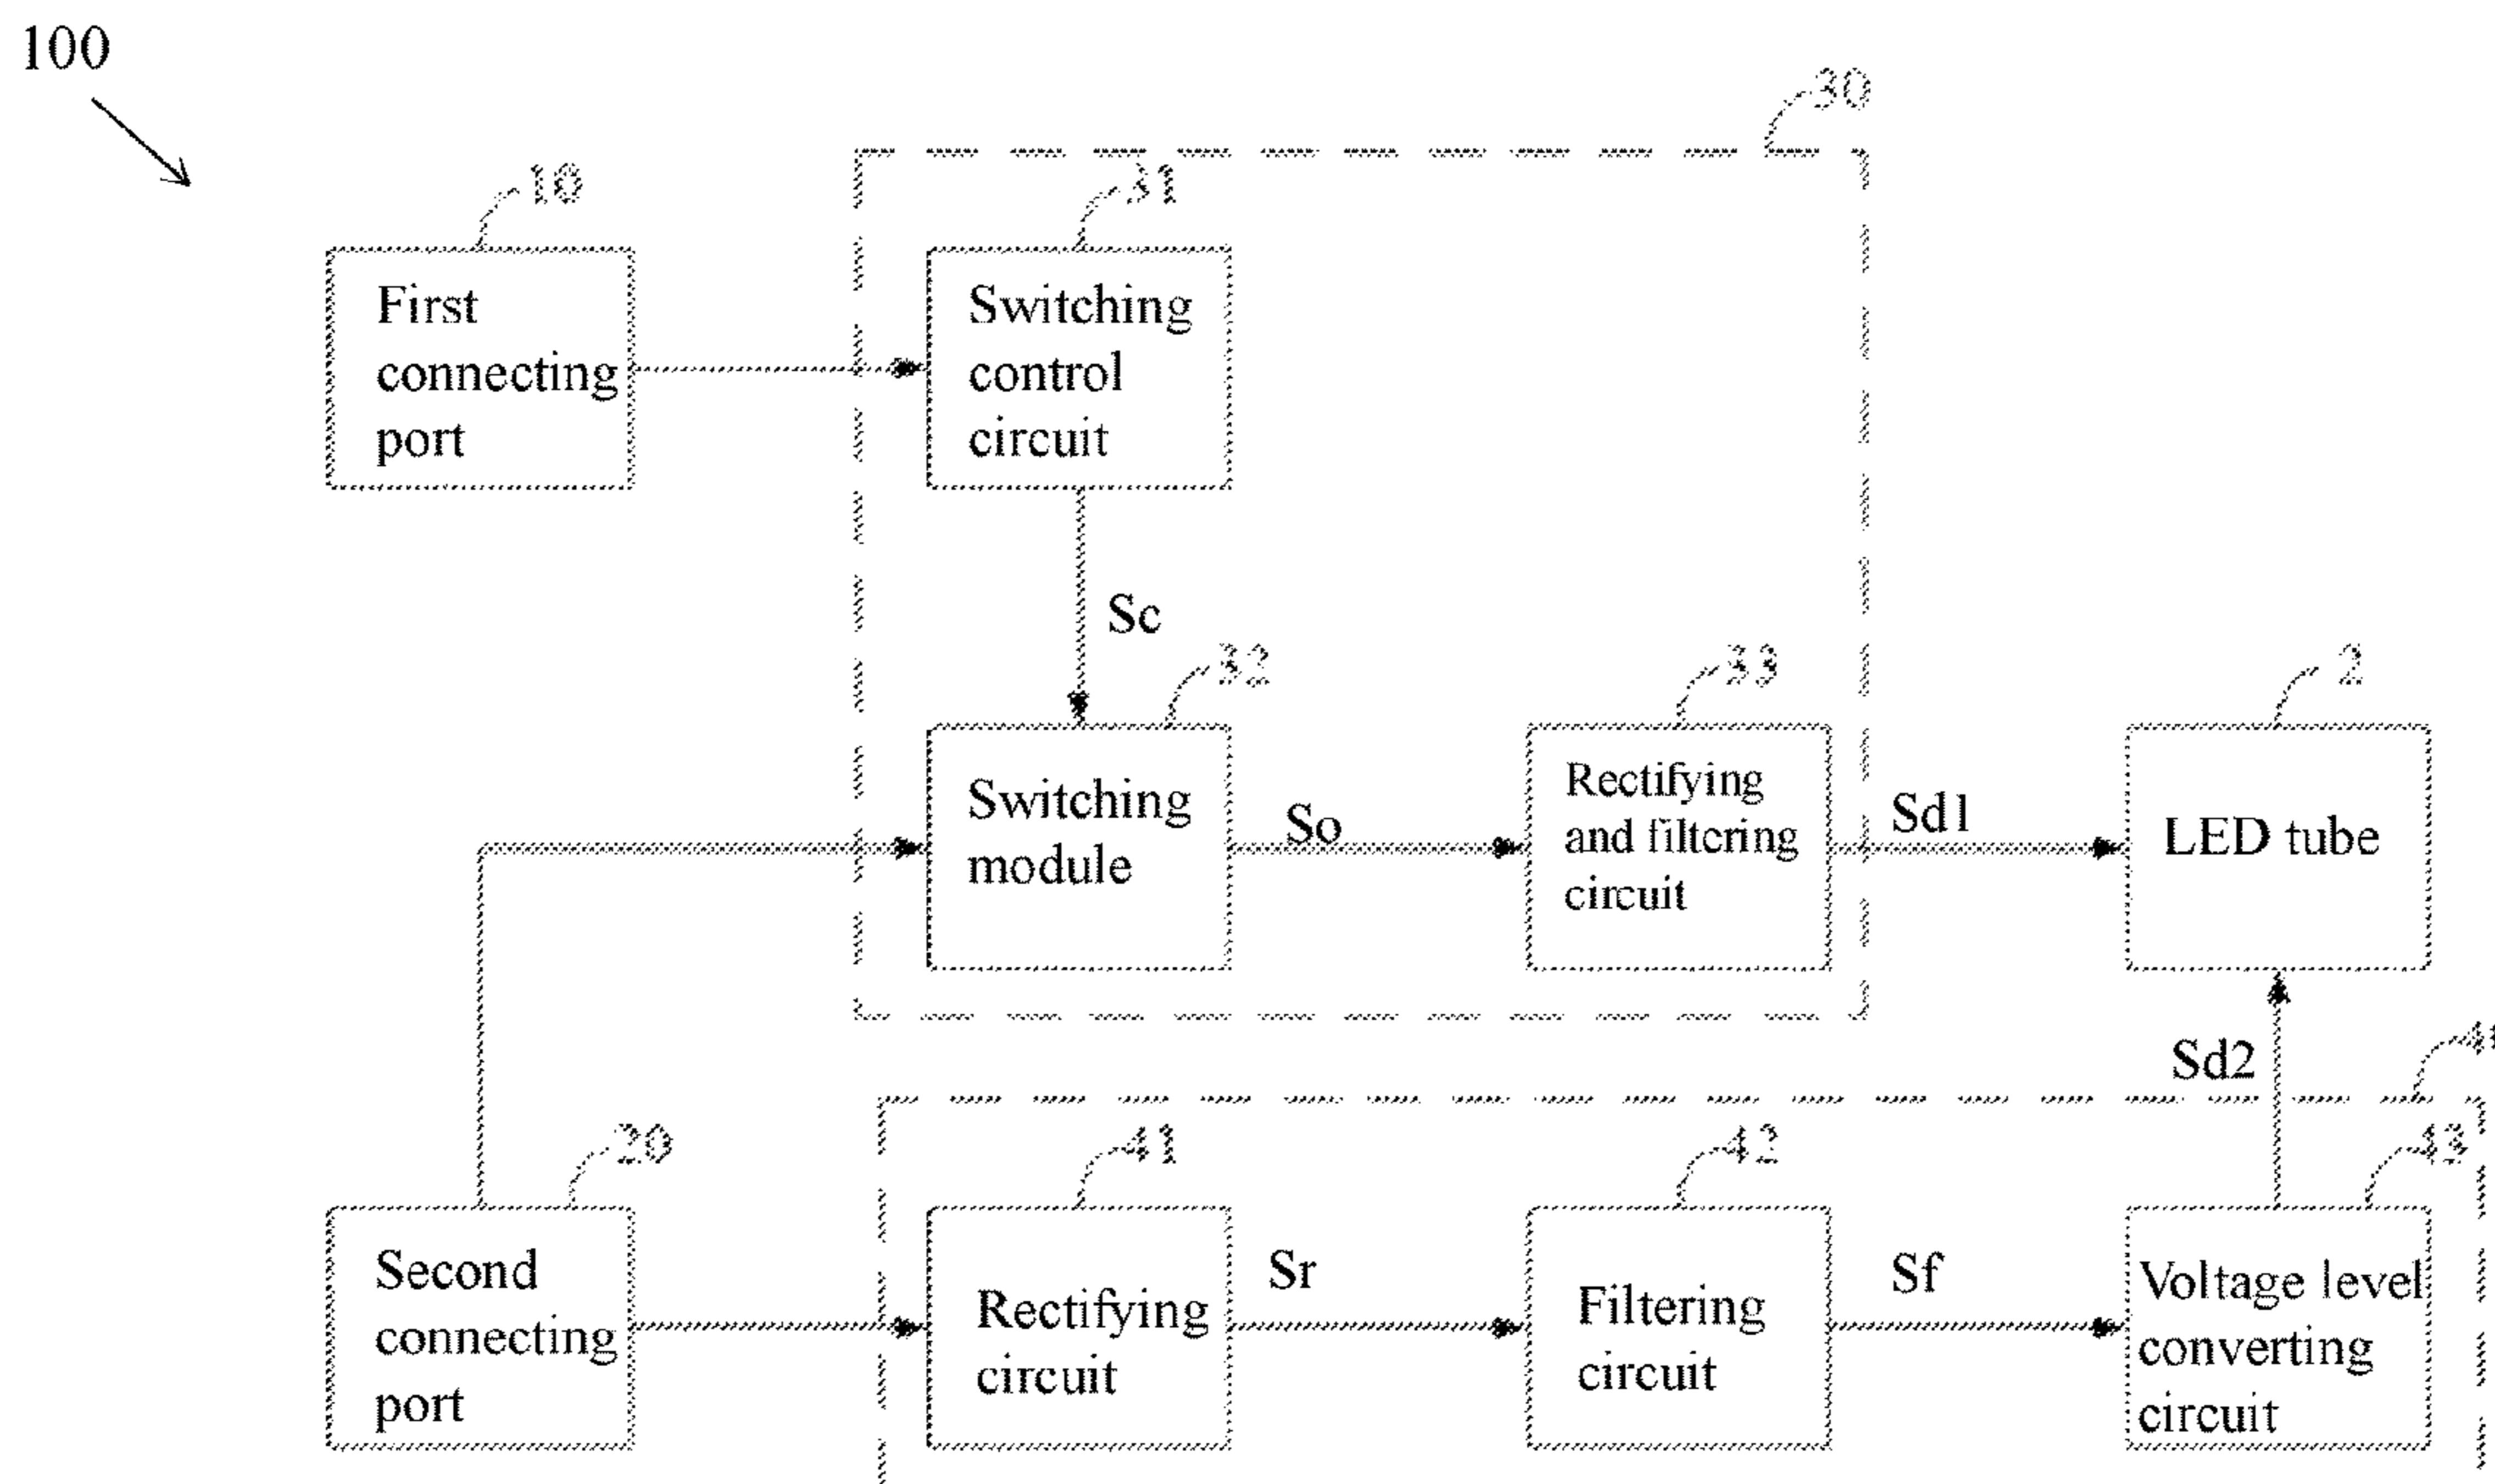 100
30
10
31
First
connecting
port
Switching
control
circuit
Sc
32
33
2
Switching
module
So
Rectifying
and filtering
circuit
Sd1
LED tube
Sd2
20
41
42
43
Second
connecting
port
Rectifying
circuit
Sr
Filtering
circuit
Sf
Voltage level
converting
circuit